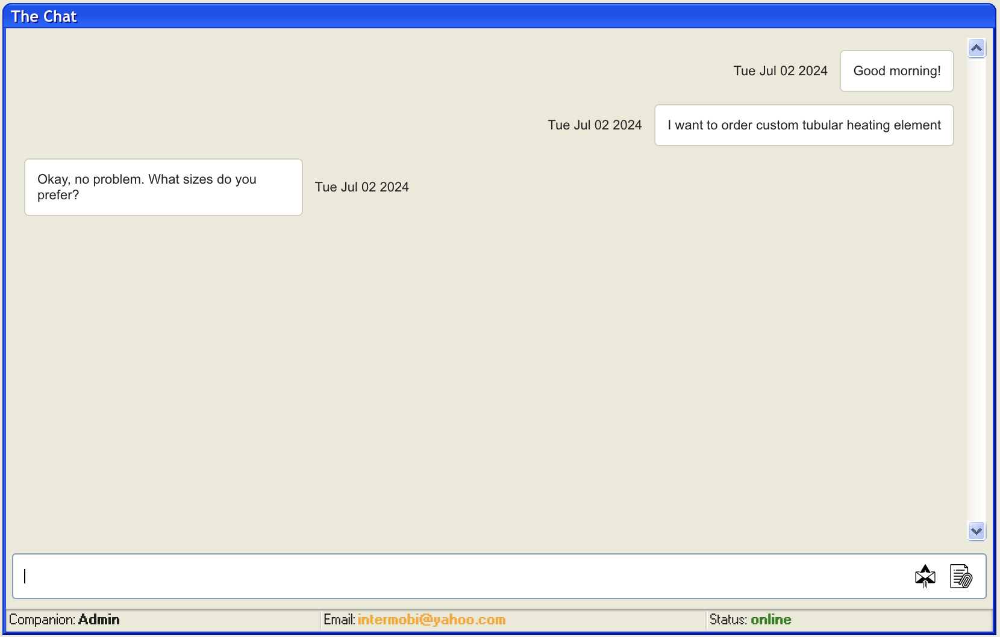 The Chat
Tue Jul 02 2024 Good morning!
Tue Jul 02 2024 I want to order custom tubular heating element
Okay, no problem. What sizes do you
prefer?
Tue Jul 02 2024
Companion: Admin Email: intermobi@yahoo.com Status: online